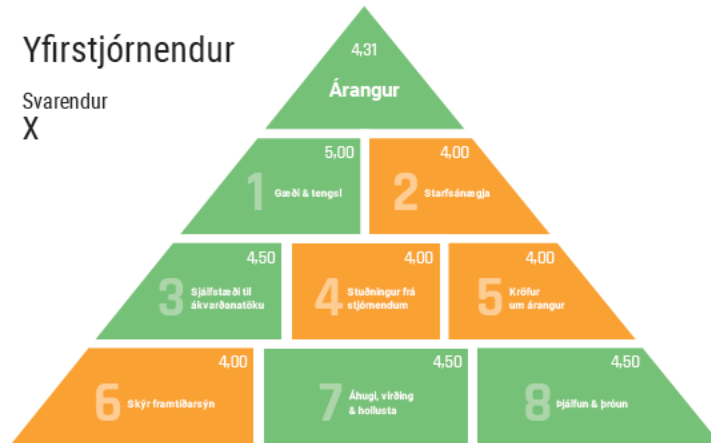 Yfirstjórnendur
Svarendur
X
4,31
Árangur
5,00
1 Gæði & tengsl
4,00
2 Starfsánægja
4,50
3 Sjálfstæði til
ákvarðanatöku
4,00
4 Stuðningur frá
stjórnendum
4,00
5 Kröfur
um árangur
4,00
6 Skýr framtíðarsýn
4,50
7 Áhugi, virðing
& hollusta
4,50
8 Þjálfun & þróun